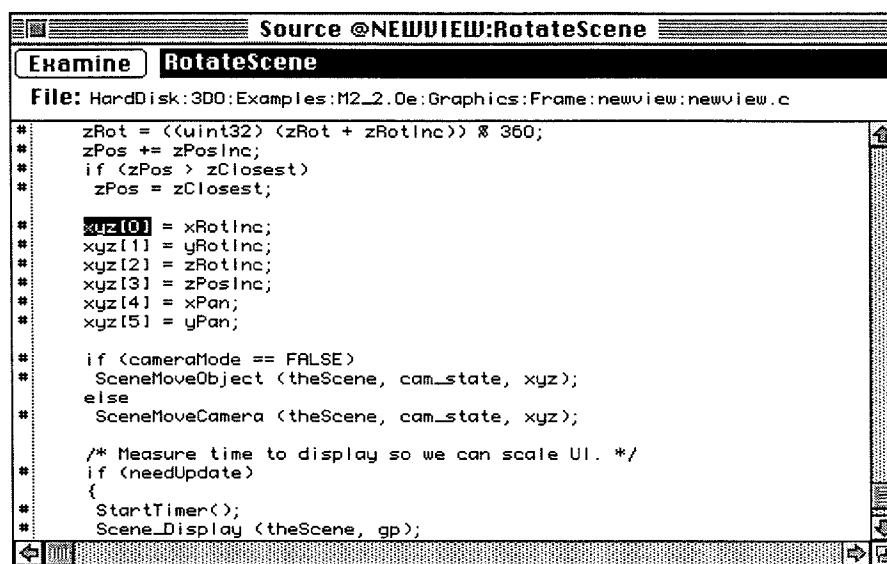 Source @NEWVIEW:RotateScene
Examine RotateScene
File: HardDisk:3DO:Examples:M2_2.0e:Graphics:Frame:newview:newview.c
# zRot = ((uint32) (zRot + zRotInc)) % 360;
# zPos += zPosInc;
# if (zPos > zClosest)
# zPos = zClosest;
# xyz[0] = xRotInc;
# xyz[1] = yRotInc;
# xyz[2] = zRotInc;
# xyz[3] = zPosInc;
# xyz[4] = xPan;
# xyz[5] = yPan;
# if (cameraMode == FALSE)
# SceneMoveObject (theScene, cam_state, xyz);
else
# SceneMoveCamera (theScene, cam_state, xyz);
/* Measure time to display so we can scale UI. */
# if (needUpdate)
{
# StartTimer();
# Scene_Display (theScene, gp);